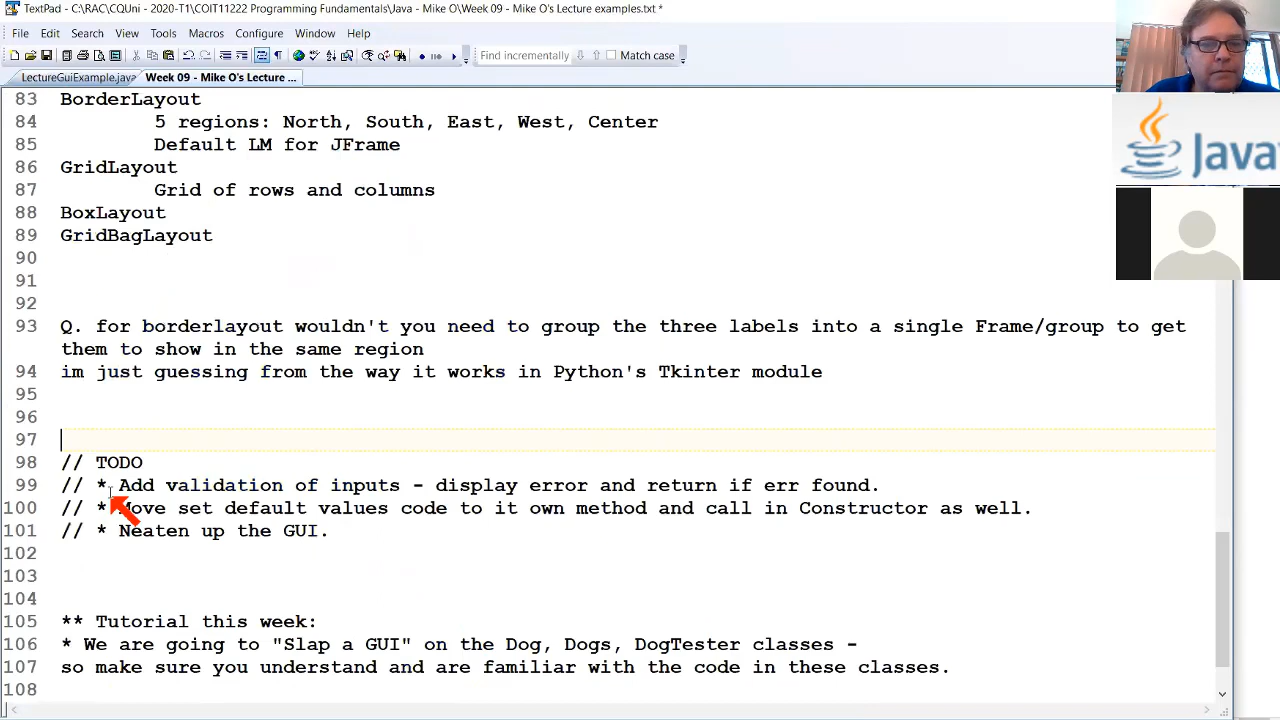 TextPad - C:\RAC\CQUni - 2020-T1\COIT11222 Programming Fundamentals\Java - Mike O\Week 09 - Mike O's Lecture examples.txt *
File Edit Search View Tools Macros Configure Window Help
Find incrementally Match case
LectureGuiExample.java Week 09 - Mike O's Lecture ...
83 BorderLayout
84 5 regions: North, South, East, West, Center
85 Default LM for JFrame
86 GridLayout
87 Grid of rows and columns
88 BoxLayout
89 GridBagLayout
90
91
92
93 Q. for borderlayout wouldn't you need to group the three labels into a single Frame/group to get
them to show in the same region
94 im just guessing from the way it works in Python's Tkinter module
95
96
97
98 // TODO
99 // * Add validation of inputs - display error and return if err found.
100 // * Move set default values code to it own method and call in Constructor as well.
101 // * Neaten up the GUI.
102
103
104
105 ** Tutorial this week:
106 * We are going to "Slap a GUI" on the Dog, Dogs, DogTester classes -
107 so make sure you understand and are familiar with the code in these classes.
108
Java